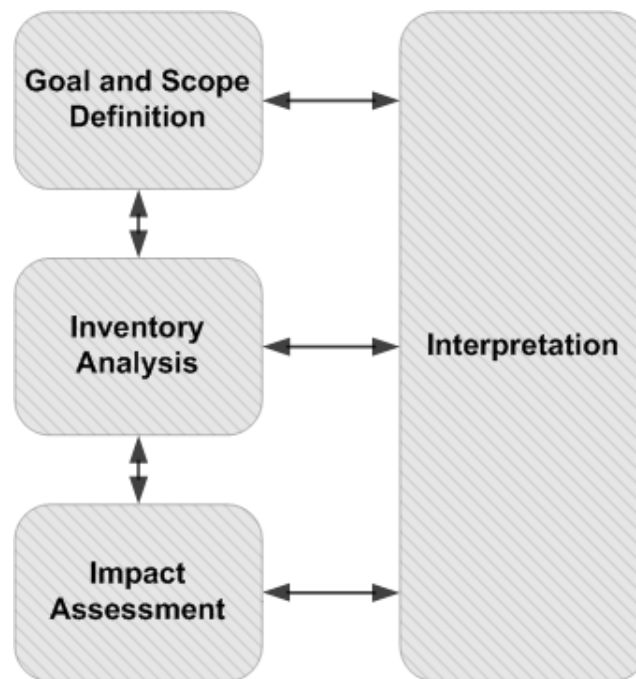 Goal and Scope
Definition
Inventory
Analysis
Interpretation
Impact
Assessment